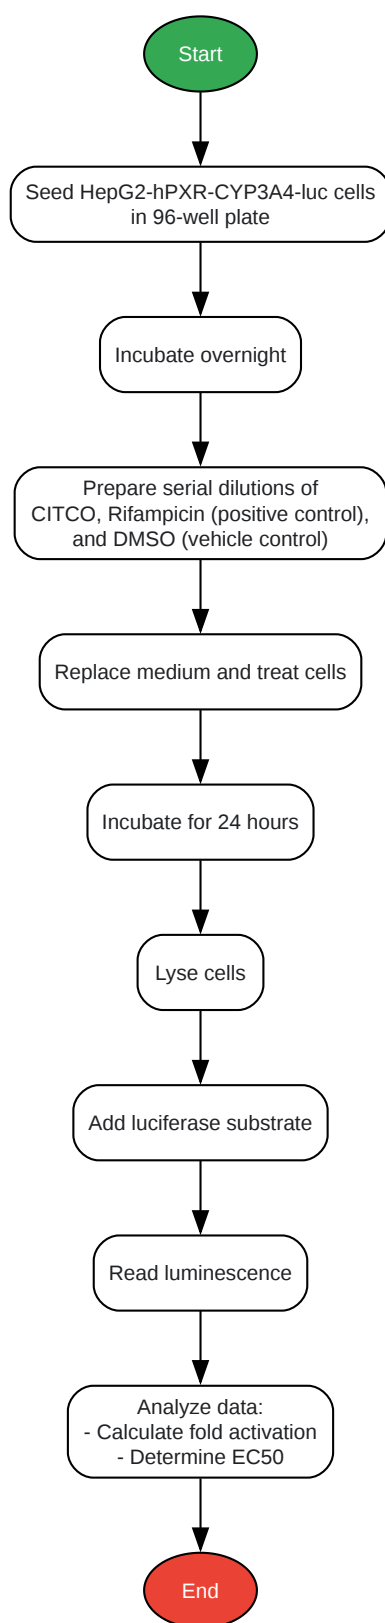 Start
Seed HepG2-hPXR-CYP3A4-luc cells
in 96-well plate
Incubate overnight
Prepare serial dilutions of
CITCO, Rifampicin (positive control),
and DMSO (vehicle control)
Replace medium and treat cells
Incubate for 24 hours
Lyse cells
Add luciferase substrate
Read luminescence
Analyze data:
- Calculate fold activation
- Determine EC50
End